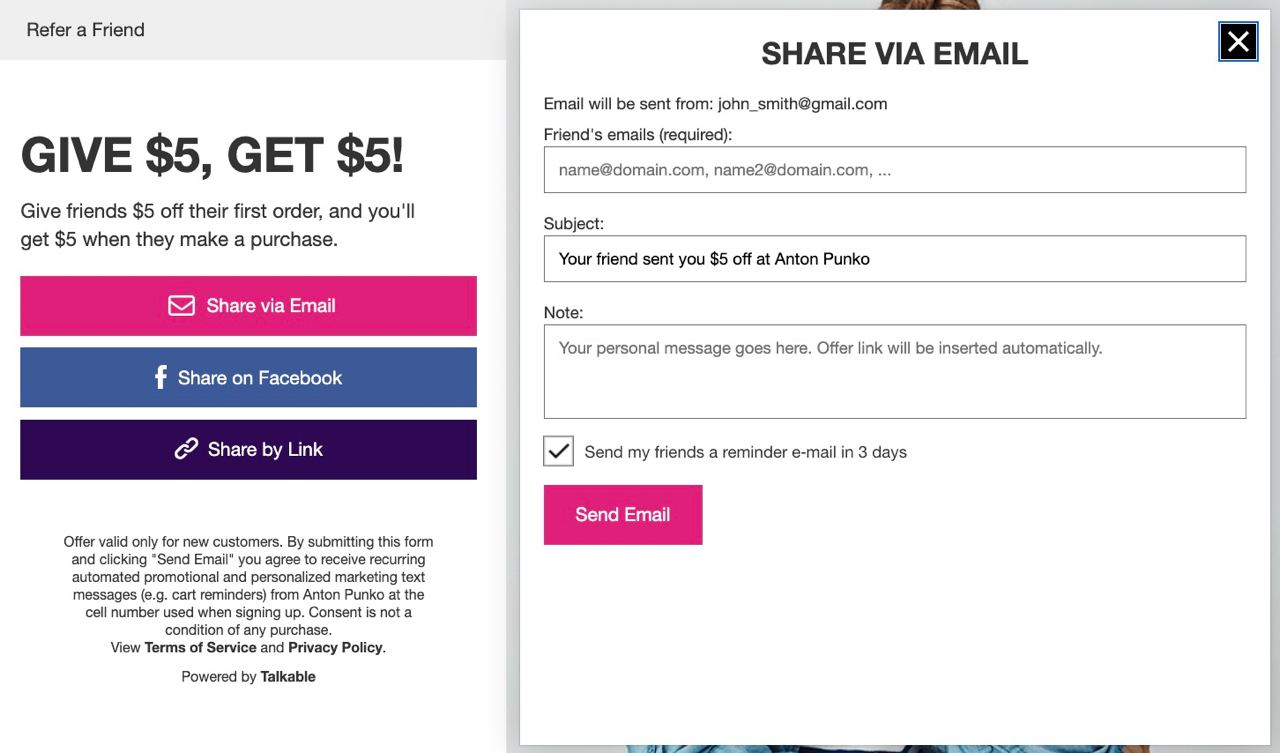 Refer a Friend
GIVE $5, GET $5!
Give friends $5 off their first order, and you'll
get $5 when they make a purchase.
Share via Email
Share on Facebook
Share by Link
Offer valid only for new customers. By submitting this form
and clicking "Send Email" you agree to receive recurring
automated promotional and personalized marketing text
messages (e.g. cart reminders) from Anton Punko at the
cell number used when signing up. Consent is not a
condition of any purchase.
View Terms of Service and Privacy Policy.
Powered by Talkable
SHARE VIA EMAIL
Email will be sent from: john_smith@gmail.com
Friend's emails (required):
name@domain.com, name2@domain.com, ...
Subject:
Your friend sent you $5 off at Anton Punko
Note:
Your personal message goes here. Offer link will be inserted automatically.
Send my friends a reminder e-mail in 3 days
Send Email